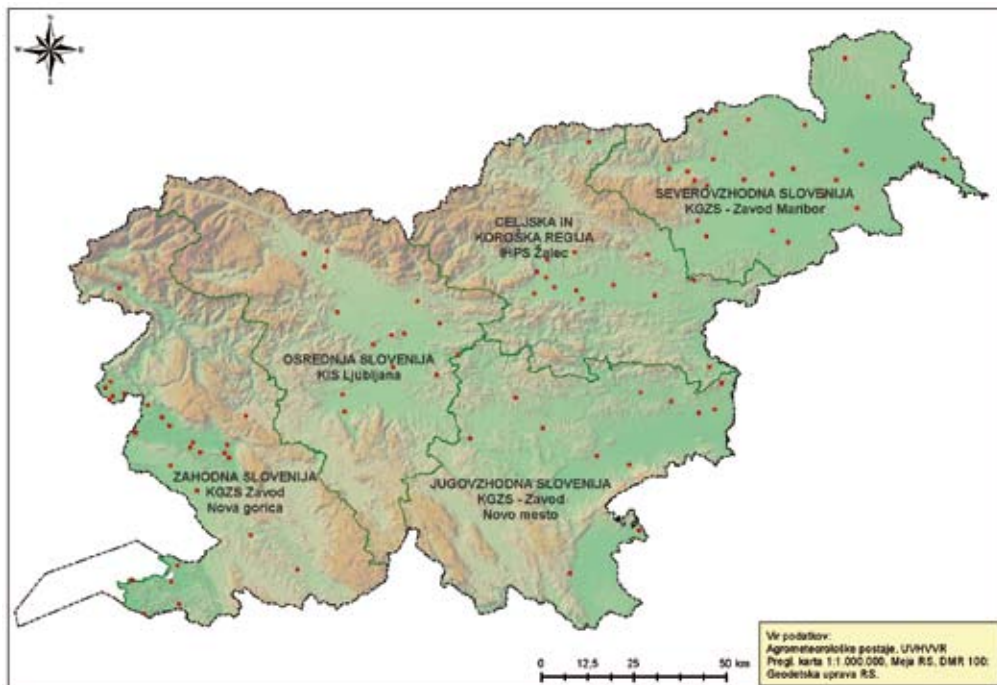 N
W E
S
SEVEROVZHODNA SLOVENIJA
KGZS - Zavod Maribor
CELJSKA IN
KOROŠKA REGIJA
IHPS Žalec
OSREDNJA SLOVENIJA
KIS Ljubljana
ZAHODNA SLOVENIJA
KGZS Zavod
Nova gorica
JUGOVZHODNA SLOVENIJA
KGZS - Zavod
Novo mesto
0 12,5 25 50 km
Vir podatkov:
Agrometeorološke postaje, UVHVVR
Pregl. karta 1:1.000.000, Meja RS, DMR 100:
Geodetska uprava RS.